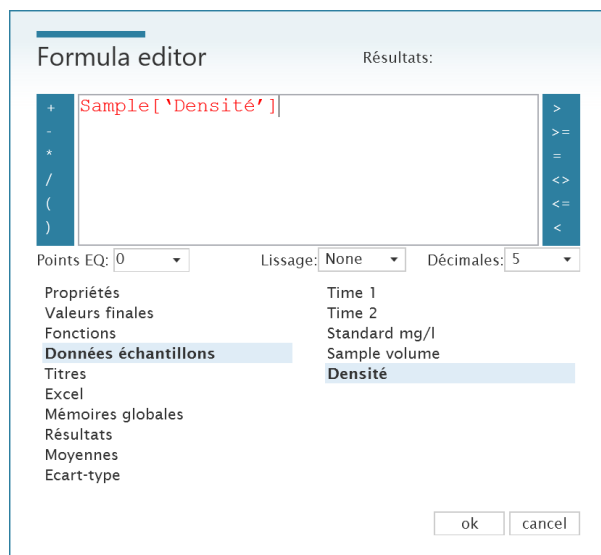 Formula editor
Résultats:
+
-
*
/
(
)
Sample[‘Densité’]
>
>=
=
<>
<=
<
Points EQ: 0 Lissage: None Décimales: 5
Propriétés
Valeurs finales
Fonctions
Données échantillons
Titres
Excel
Mémoires globales
Résultats
Moyennes
Ecart-type
Time 1
Time 2
Standard mg/l
Sample volume
Densité
ok cancel